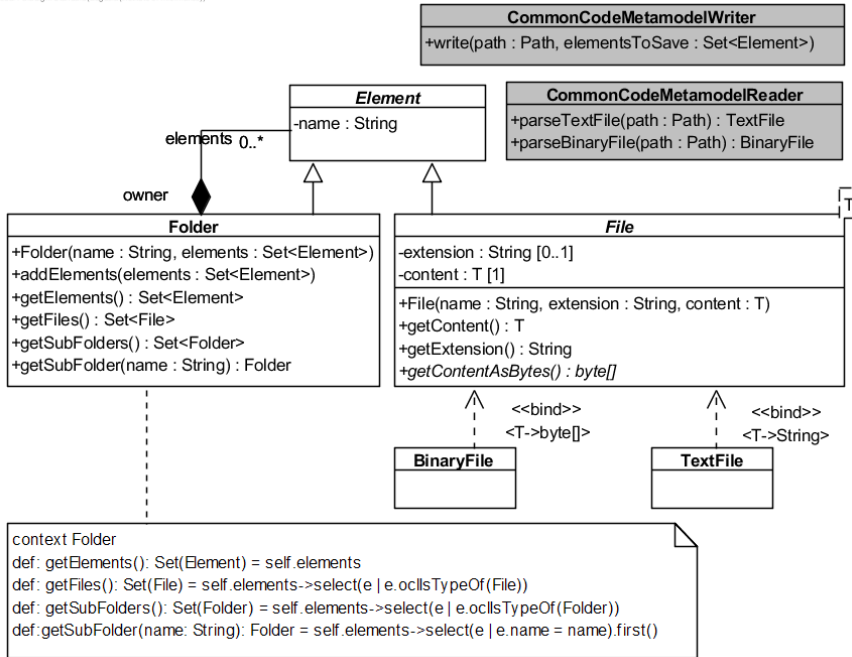 CommonCodeMetamodelWriter
+write(path : Path, elementsToSave : Set<Element>)
Element
-name : String
CommonCodeMetamodelReader
+parseTextFile(path : Path) : TextFile
+parseBinaryFile(path : Path) : BinaryFile
elements 0..*
owner
Folder
+Folder(name : String, elements : Set<Element>)
+addElements(elements : Set<Element>)
+getElements() : Set<Element>
+getFiles() : Set<File>
+getSubFolders() : Set<Folder>
+getSubFolder(name : String) : Folder
T
File
-extension : String [0..1]
-content : T [1]
+File(name : String, extension : String, content : T)
+getContent() : T
+getExtension() : String
+getContentAsBytes() : byte[]
<<bind>>
<T->byte[]>
<<bind>>
<T->String>
BinaryFile
TextFile
context Folder
def: getElements(): Set(Element) = self.elements
def: getFiles(): Set(File) = self.elements->select(e | e.oclIsTypeOf(File))
def: getSubFolders(): Set(Folder) = self.elements->select(e | e.oclIsTypeOf(Folder))
def:getSubFolder(name: String): Folder = self.elements->select(e | e.name = name).first()